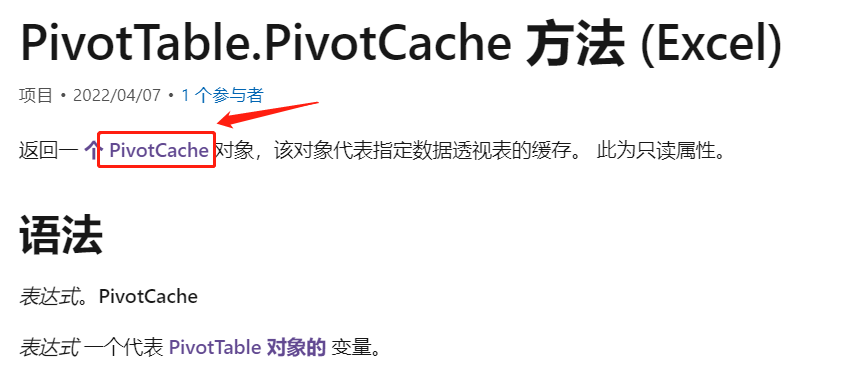 PivotTable.PivotCache 方法 (Excel)
项目 • 2022/04/07 • 1 个参与者
返回一 个 PivotCache 对象，该对象代表指定数据透视表的缓存。 此为只读属性。
语法
表达式。PivotCache
表达式 一个代表 PivotTable 对象的 变量。